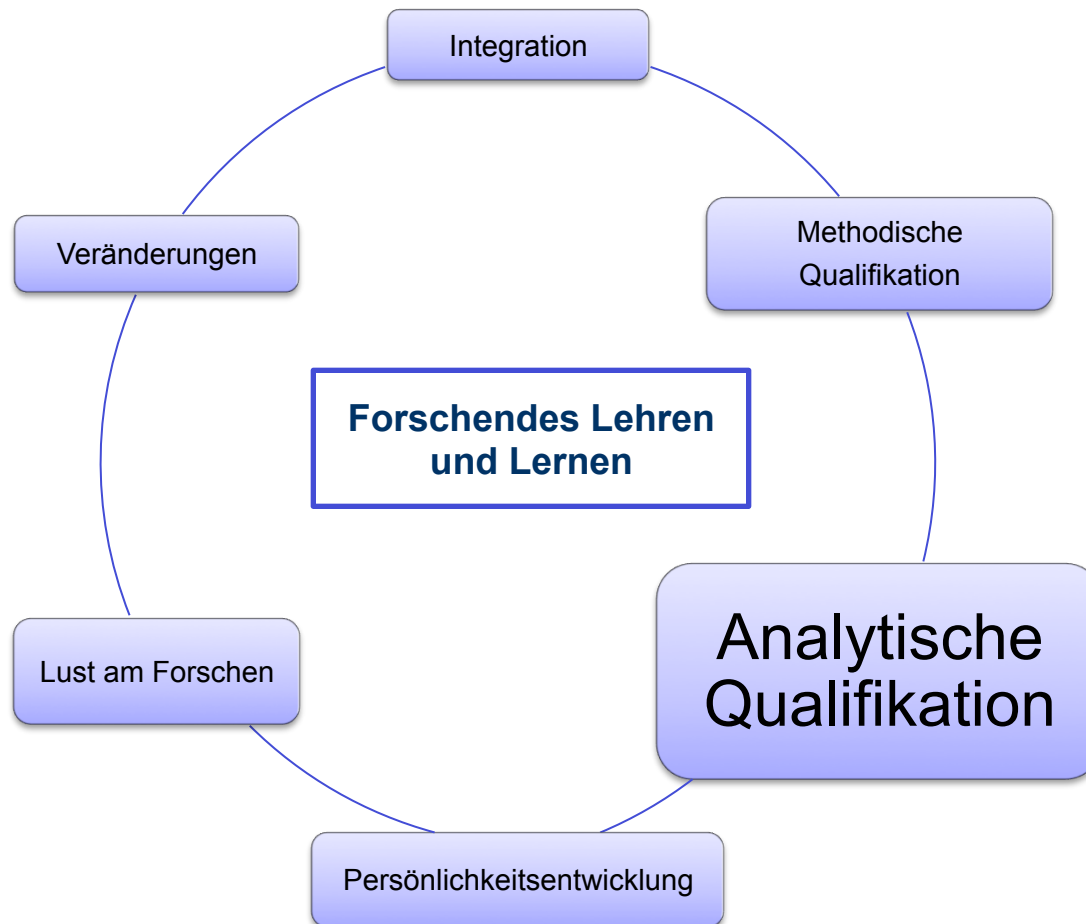 Integration
Methodische
Qualifikation
Veränderungen
Forschendes Lehren
und Lernen
Analytische
Qualifikation
Lust am Forschen
Persönlichkeitsentwicklung